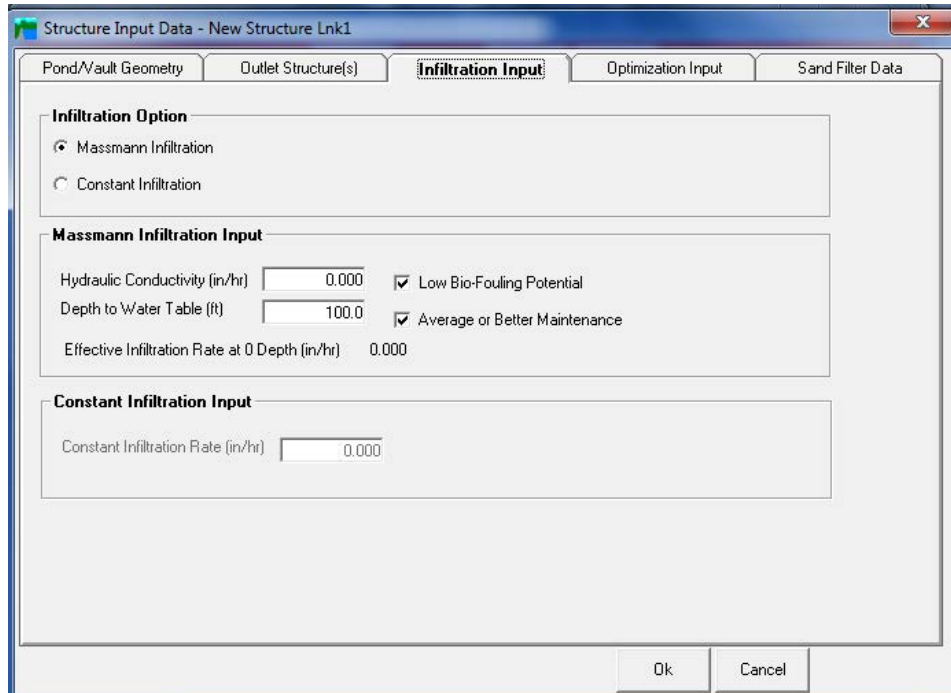 Structure Input Data - New Structure Lnk1
x
Pond/Vault Geometry Outlet Structure(s) Infiltration Input Optimization Input Sand Filter Data
Infiltration Option
Massmann Infiltration
Constant Infiltration
Massmann Infiltration Input
Hydraulic Conductivity (in/hr) 0.000 Low Bio-Fouling Potential
Depth to Water Table (ft) 100.0 Average or Better Maintenance
Effective Infiltration Rate at 0 Depth (in/hr) 0.000
Constant Infiltration Input
Constant Infiltration Rate (in/hr) 0.000
Ok Cancel